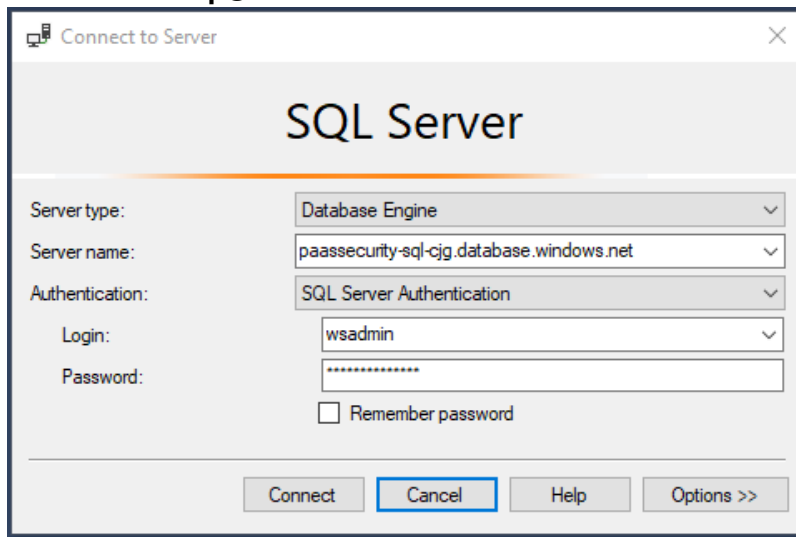 Connect to Server
SQL Server
Server type: Database Engine
Server name: paassecurity-sql-cjg.database.windows.net
Authentication: SQL Server Authentication
Login: wsadmin
Password: **************
Remember password
Connect Cancel Help Options >>